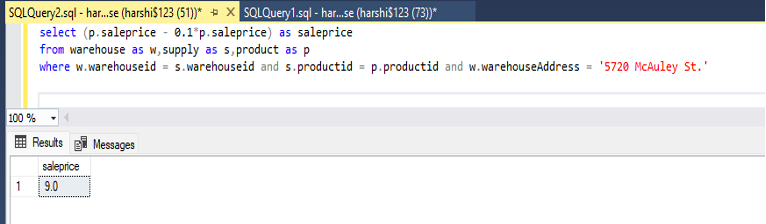 SQLQuery2.sql - har...se (harshi$123 (51))* SQLQuery1.sql - har...se (harshi$123 (73))*
select (p.saleprice - 0.1*p.saleprice) as saleprice
from warehouse as w,supply as s,product as p
where w.warehouseid = s.warehouseid and s.productid = p.productid and w.warehouseAddress = '5720 McAuley St.'
100 %
Results Messages
saleprice
1 9.0